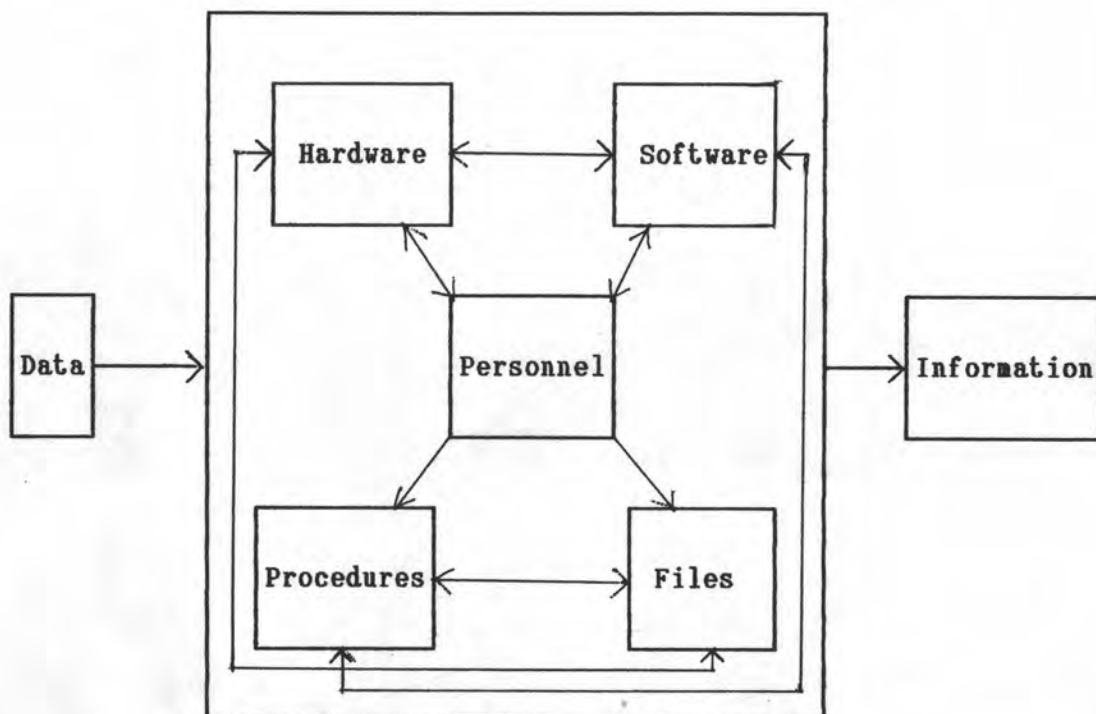 Hardware
Software
Data
Personnel
Information
Procedures
Files